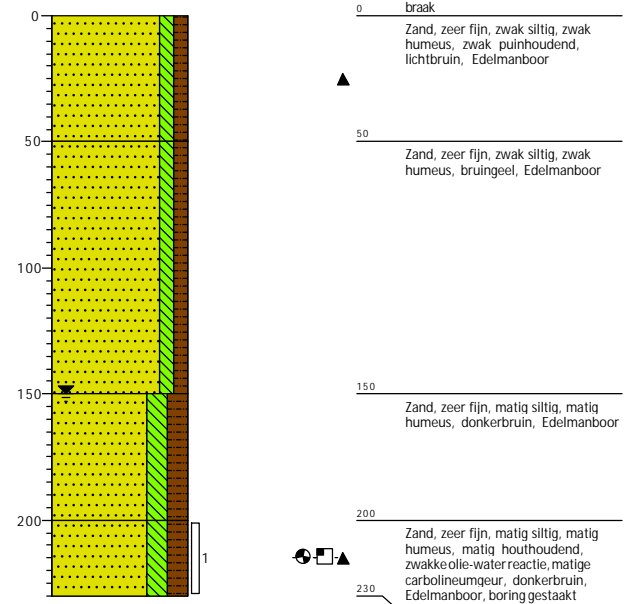 0
50
100
150
200
1
0 braak
Zand, zeer fijn, zwak siltig, zwak
humeus, zwak puinhoudend,
lichtbruin, Edelmanboor
50
Zand, zeer fijn, zwak siltig, zwak
humeus, bruingeel, Edelmanboor
150
Zand, zeer fijn, matig siltig, matig
humeus, donkerbruin, Edelmanboor
200
Zand, zeer fijn, matig siltig, matig
humeus, matig houthoudend,
zwakke olie-water reactie, matige
carbolineumgeur, donkerbruin,
230 Edelmanboor, boring gestaakt